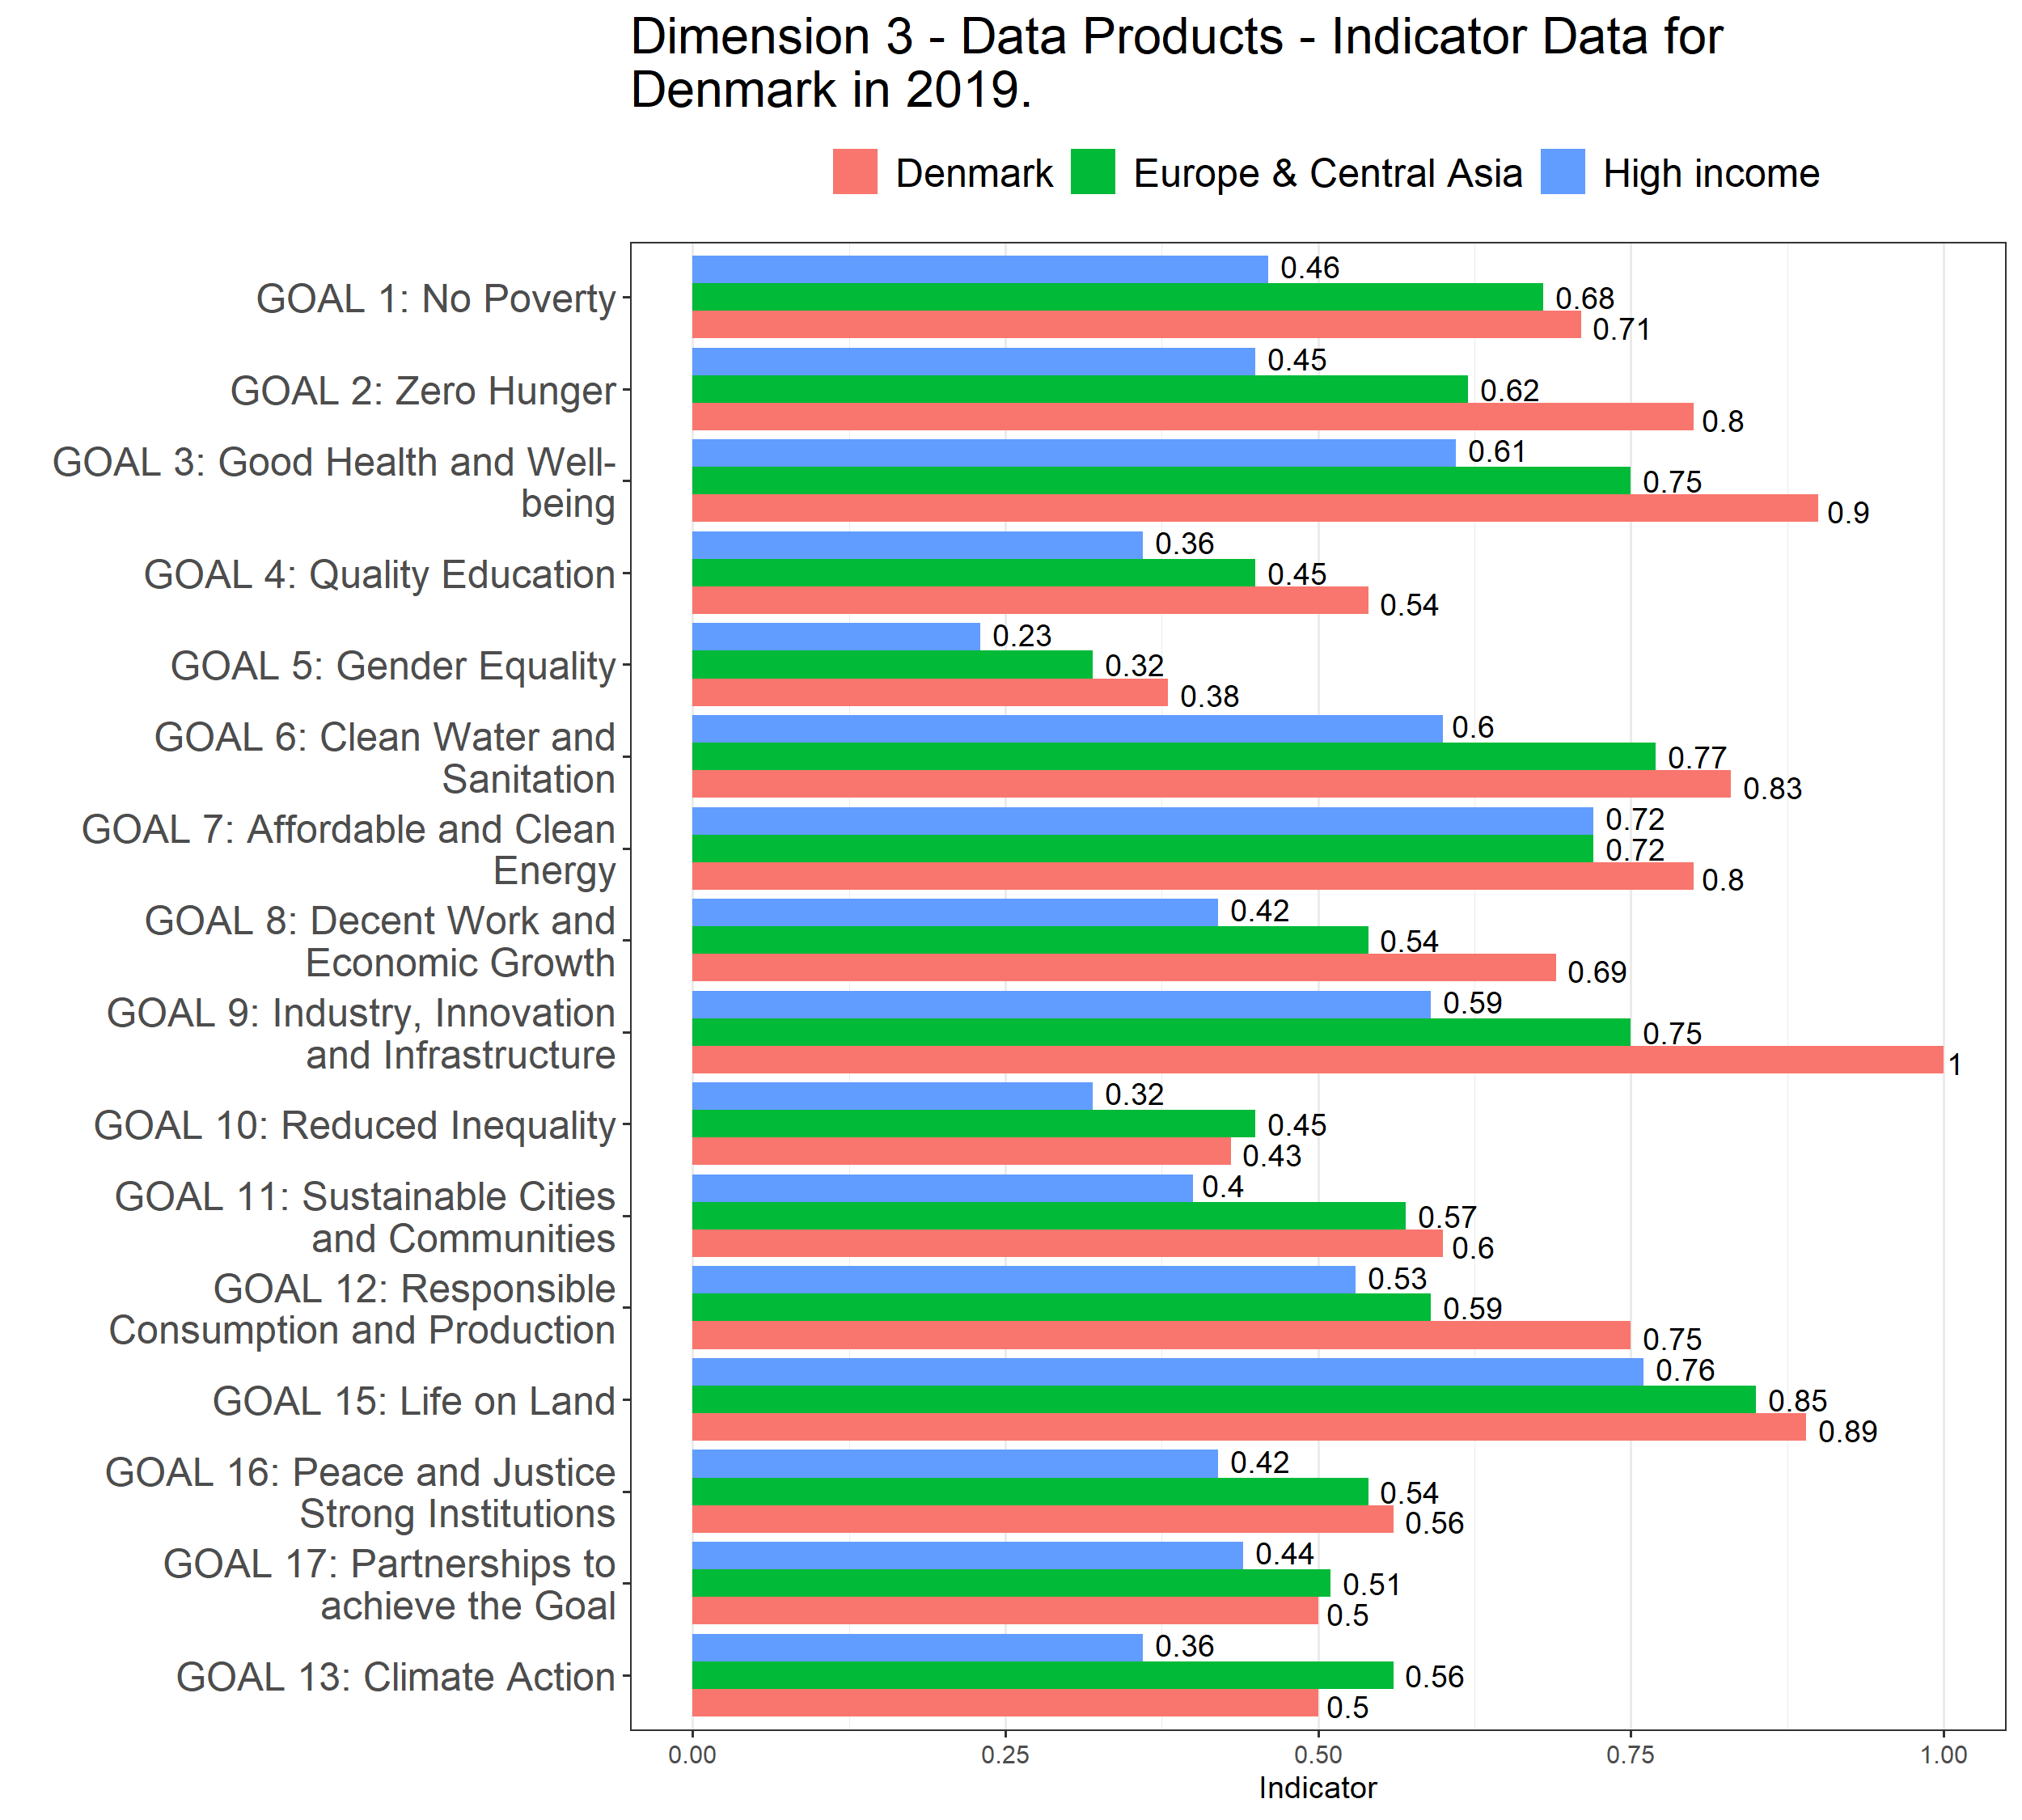 Dimension 3 - Data Products - Indicator Data for
Denmark in 2019.
Denmark Europe & Central Asia High income
GOAL 1: No Poverty
0.46
0.68
0.71
GOAL 2: Zero Hunger
0.45
0.62
0.8
GOAL 3: Good Health and Well-
being
0.61
0.75
0.9
GOAL 4: Quality Education
0.36
0.45
0.54
GOAL 5: Gender Equality
0.23
0.32
0.38
GOAL 6: Clean Water and
Sanitation
0.6
0.77
0.83
GOAL 7: Affordable and Clean
Energy
0.72
0.72
0.8
GOAL 8: Decent Work and
Economic Growth
0.42
0.54
0.69
GOAL 9: Industry, Innovation
and Infrastructure
0.59
0.75
1
GOAL 10: Reduced Inequality
0.32
0.45
0.43
GOAL 11: Sustainable Cities
and Communities
0.4
0.57
0.6
GOAL 12: Responsible
Consumption and Production
0.53
0.59
0.75
GOAL 15: Life on Land
0.76
0.85
0.89
GOAL 16: Peace and Justice
Strong Institutions
0.42
0.54
0.56
GOAL 17: Partnerships to
achieve the Goal
0.44
0.51
0.5
GOAL 13: Climate Action
0.36
0.56
0.5
0.00 0.25 0.50 0.75 1.00
Indicator